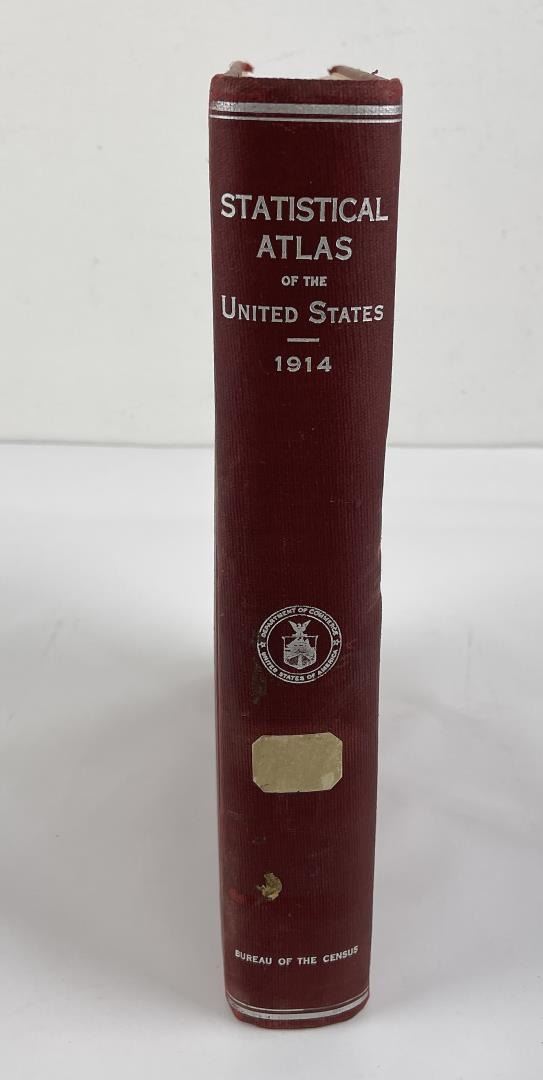 STATISTICAL
ATLAS
OF THE
UNITED STATES
1914
DEPARTMENT OF COMMERCE
UNITED STATES OF AMERICA
BUREAU OF THE CENSUS